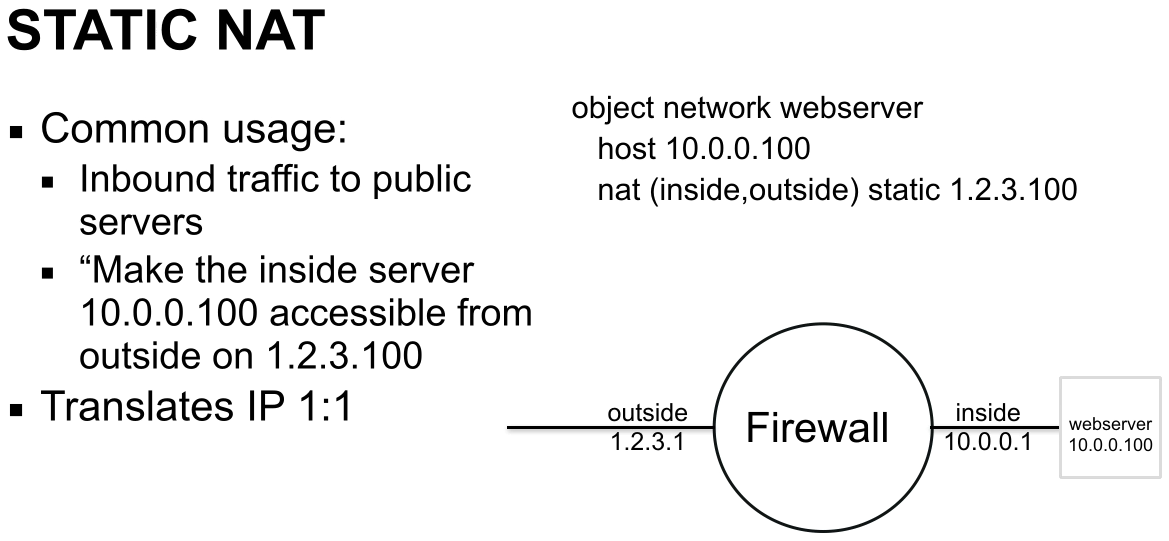 STATIC NAT
▪ Common usage:
▪ Inbound traffic to public
servers
▪ “Make the inside server
10.0.0.100 accessible from
outside on 1.2.3.100
▪ Translates IP 1:1
object network webserver
host 10.0.0.100
nat (inside,outside) static 1.2.3.100
outside
1.2.3.1
Firewall
inside
10.0.0.1
webserver
10.0.0.100